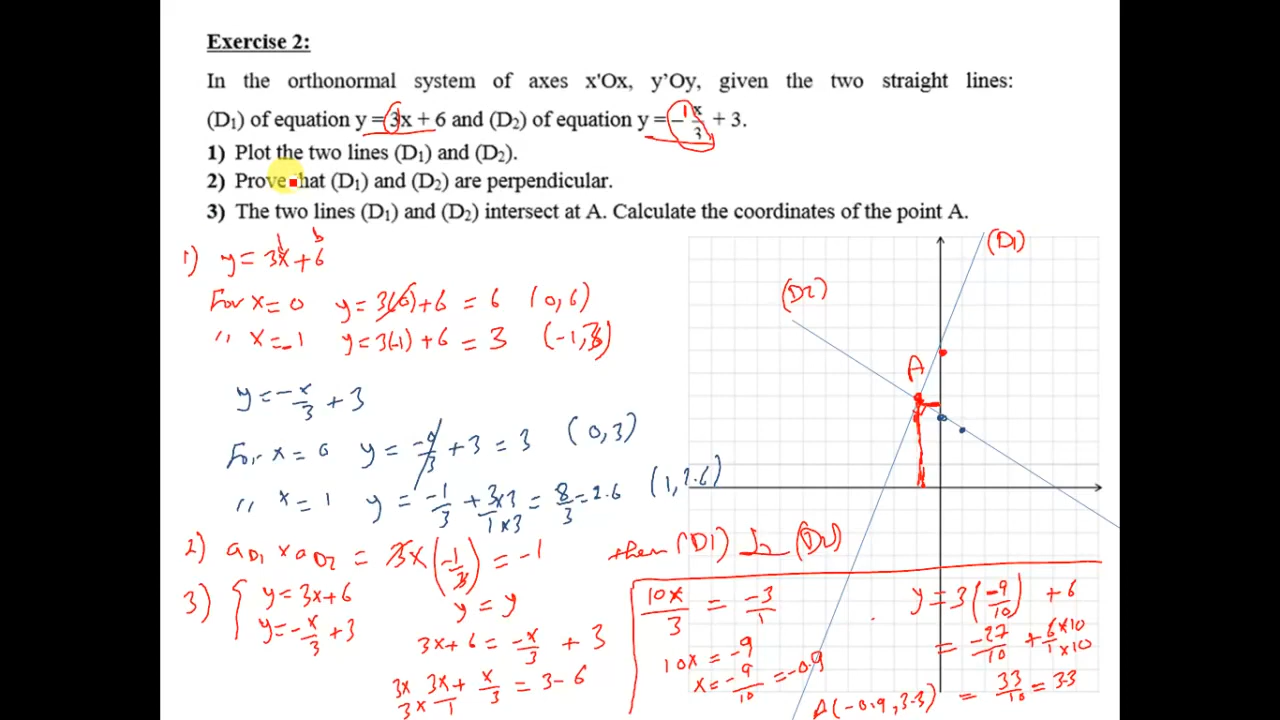 Exercise 2:
In the orthonormal system of axes x'Ox, y'Oy, given the two straight lines:
(D₁) of equation y = 3x + 6 and (D₂) of equation y = -x/3 + 3.
1) Plot the two lines (D₁) and (D₂).
2) Prove that (D₁) and (D₂) are perpendicular.
3) The two lines (D₁) and (D₂) intersect at A. Calculate the coordinates of the point A.
1) y = 3x + 6
b
For x = 0 y = 3(0) + 6 = 6 (0,6)
" x = -1 y = 3(-1) + 6 = 3 (-1,3)
y = -x/3 + 3
For x = 0 y = -0/3 + 3 = 3 (0,3)
" x = 1 y = -1/3 + 3×3/1×3 = 8/3 = 2.6 (1,2.6)
2) aD1 × aD2 = 3×(-1/3) = -1 then (D1) ⊥ (D2)
3) { y = 3x+6
y = -x/3 + 3
y = y
3x + 6 = -x/3 + 3
3× 3x/3×1 + x/3 = 3 - 6
10x/3 = -3/1
10x = -9
x = -9/10 = -0.9
y = 3(-9/10) + 6
= -27/10 + 6×10/1×10
= 33/10 = 3.3
A(-0.9, 3.3)
(D1)
(D2)
A